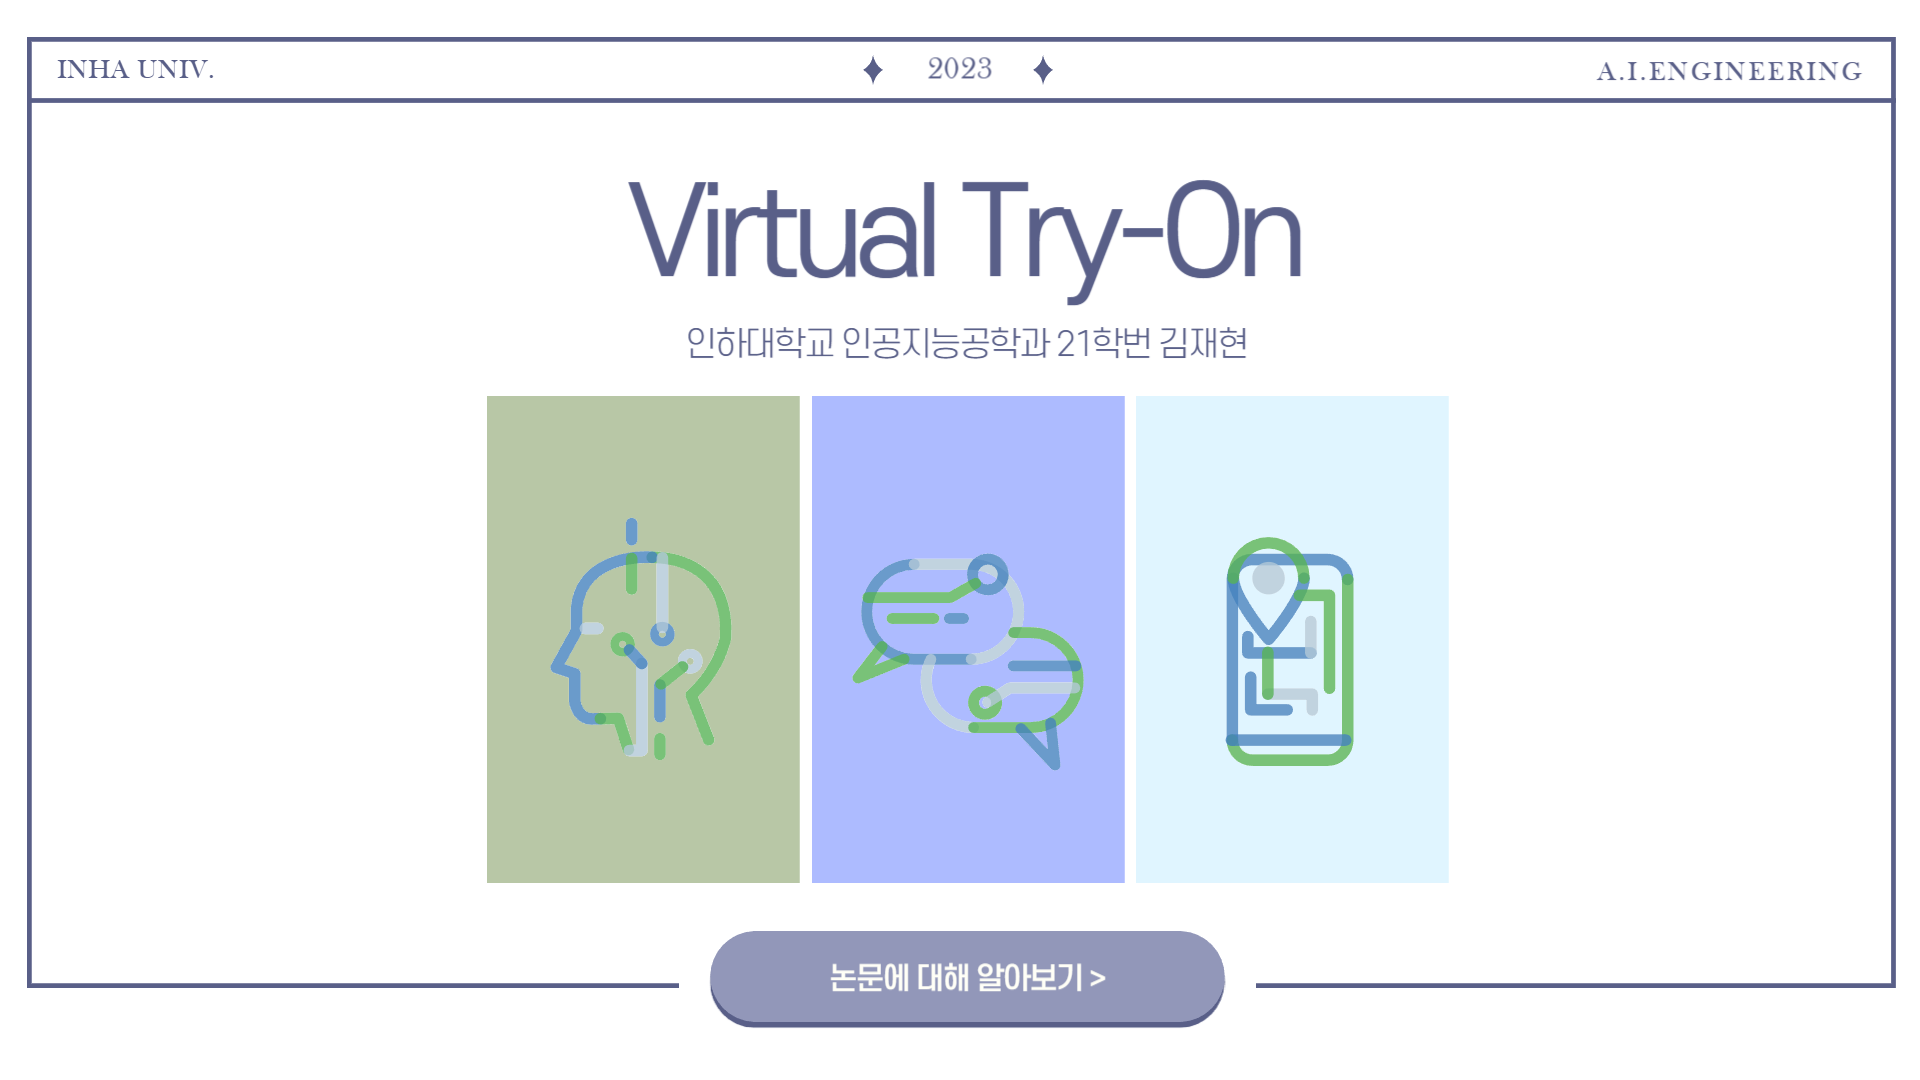 INHA UNIV.
2023
A.I.ENGINEERING
Virtual Try-On
인하대학교 인공지능공학과 21학번 김재현
논문에 대해 알아보기 >